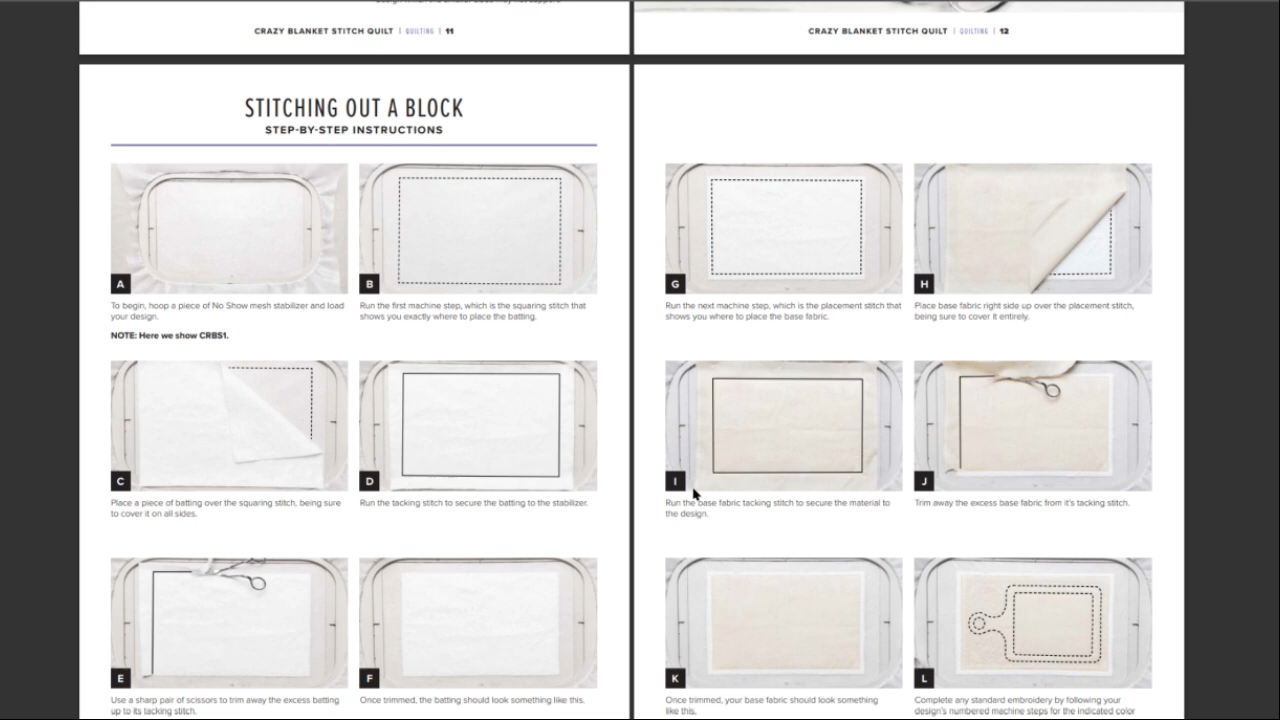 CRAZY BLANKET STITCH QUILT | QUILTING | 11
CRAZY BLANKET STITCH QUILT | QUILTING | 12
STITCHING OUT A BLOCK
STEP-BY-STEP INSTRUCTIONS
A
To begin, hoop a piece of No Show mesh stabilizer and load
your design.
NOTE: Here we show CRBS1.
B
Run the first machine step, which is the squaring stitch that
shows you exactly where to place the batting.
C
Place a piece of batting over the squaring stitch, being sure
to cover it on all sides.
D
Run the tacking stitch to secure the batting to the stabilizer.
E
Use a sharp pair of scissors to trim away the excess batting
up to its tacking stitch.
F
Once trimmed, the batting should look something like this.
G
Run the next machine step, which is the placement stitch that
shows you where to place the base fabric.
H
Place base fabric right side up over the placement stitch,
being sure to cover it entirely.
I
Run the base fabric tacking stitch to secure the material to
the design.
J
Trim away the excess base fabric from it's tacking stitch.
K
Once trimmed, your base fabric should look something
like this.
L
Complete any standard embroidery by following your
design's numbered machine steps for the indicated color